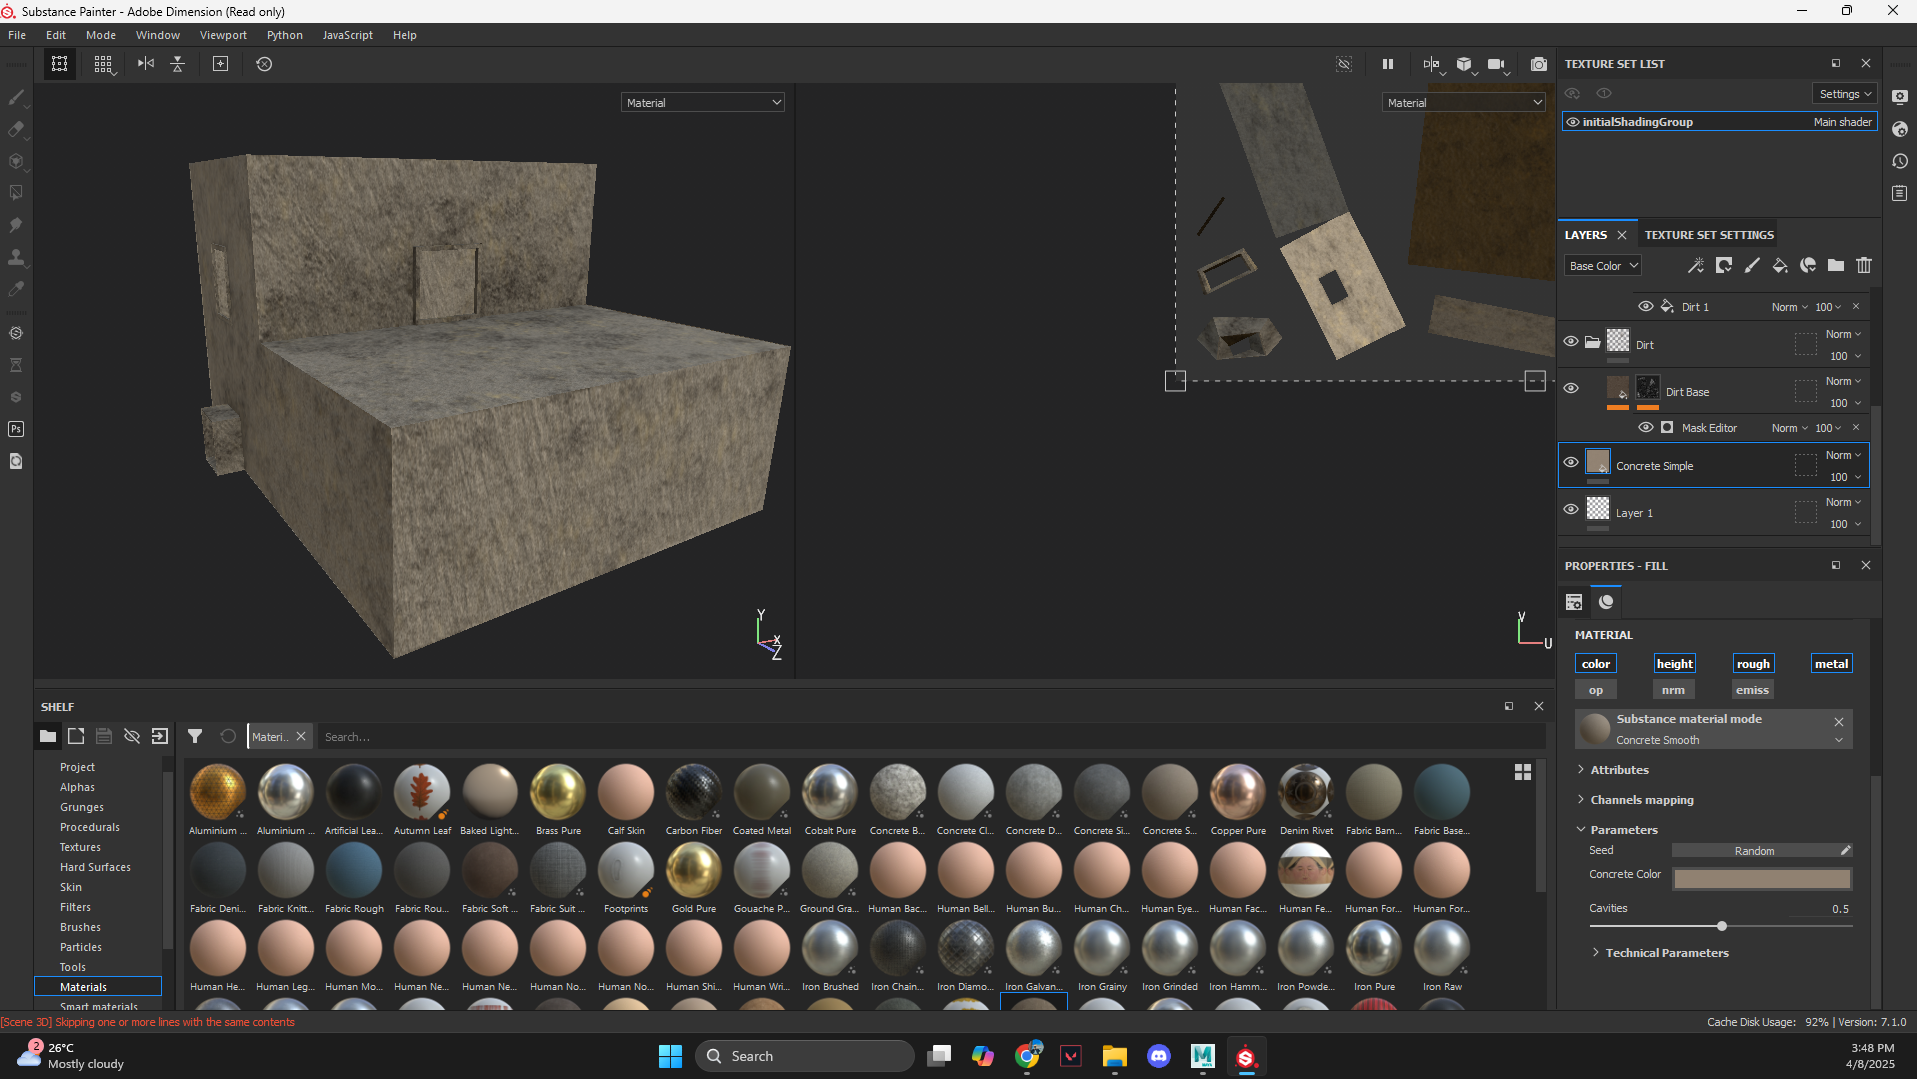 Substance Painter - Adobe Dimension (Read only)
File Edit Mode Window Viewport Python JavaScript Help
Material
Material
TEXTURE SET LIST
Settings
initialShadingGroup Main shader
LAYERS TEXTURE SET SETTINGS
Base Color
Dirt 1 Norm 100
Dirt Norm
100
Dirt Base Norm
100
Mask Editor Norm 100
Concrete Simple Norm
100
Layer 1 Norm
100
PROPERTIES - FILL
MATERIAL
color height rough metal
op nrm emiss
Substance material mode
Concrete Smooth
Attributes
Channels mapping
Parameters
Seed Random
Concrete Color
Cavities 0.5
Technical Parameters
Y
X
Z
V
U
SHELF
Materi.. Search...
Project
Alphas
Grunges
Procedurals
Textures
Hard Surfaces
Skin
Filters
Brushes
Particles
Tools
Materials
Smart materials
Aluminium ... Aluminium ... Artificial Lea... Autumn Leaf Baked Light... Brass Pure Calf Skin Carbon Fiber Coated Metal Cobalt Pure Concrete B... Concrete Cl... Concrete D... Concrete Si... Concrete S... Copper Pure Denim Rivet Fabric Bam... Fabric Base...
Fabric Deni... Fabric Knitt... Fabric Rough Fabric Rou... Fabric Soft ... Fabric Suit ... Footprints Gold Pure Gouache P... Ground Gra... Human Bac... Human Bell... Human Bu... Human Ch... Human Eye... Human Fac... Human Fe... Human For... Human For...
Human He... Human Leg... Human Mo... Human Ne... Human Ne... Human No... Human No... Human Shi... Human Wri... Iron Brushed Iron Chain... Iron Diamo... Iron Galvan... Iron Grainy Iron Grinded Iron Hamm... Iron Powde... Iron Pure Iron Raw
[Scene 3D] Skipping one or more lines with the same contents
Cache Disk Usage: 92% | Version: 7.1.0
2
26°C
Mostly cloudy
Search
3:48 PM
4/8/2025
Ps
M